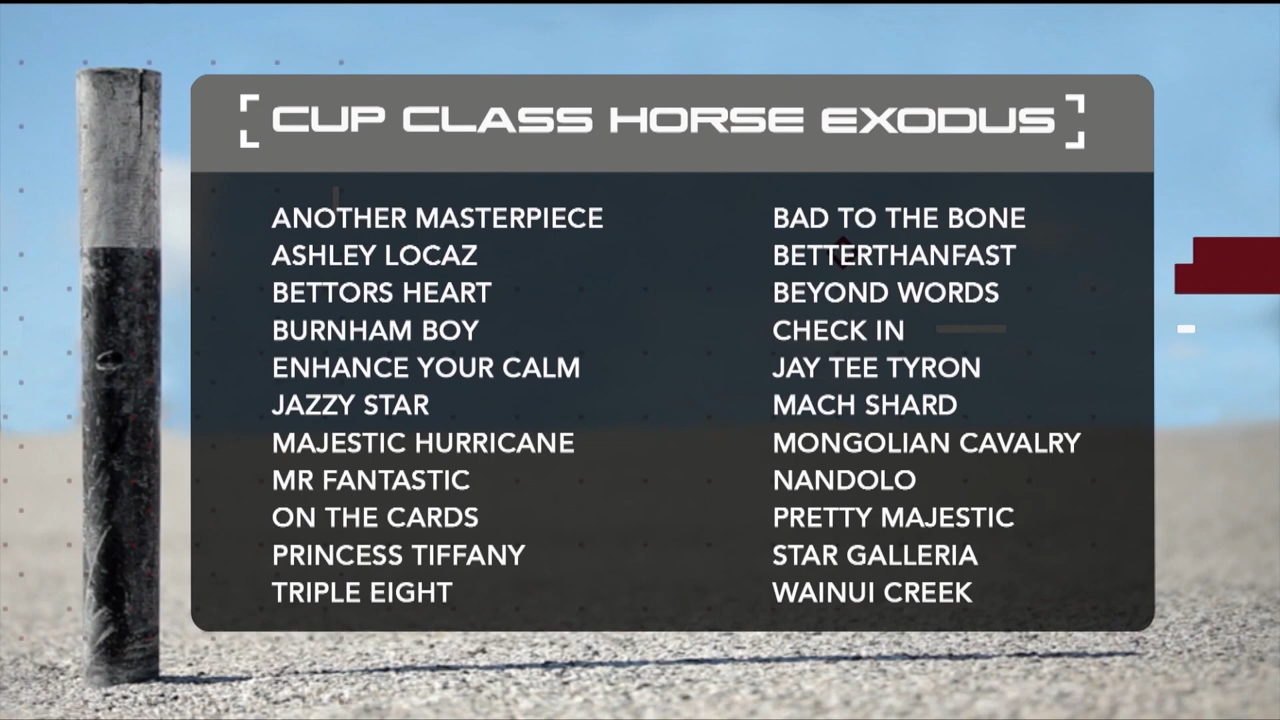 CUP CLASS HORSE EXODUS
ANOTHER MASTERPIECE
ASHLEY LOCAZ
BETTORS HEART
BURNHAM BOY
ENHANCE YOUR CALM
JAZZY STAR
MAJESTIC HURRICANE
MR FANTASTIC
ON THE CARDS
PRINCESS TIFFANY
TRIPLE EIGHT
BAD TO THE BONE
BETTERTHANFAST
BEYOND WORDS
CHECK IN
JAY TEE TYRON
MACH SHARD
MONGOLIAN CAVALRY
NANDOLO
PRETTY MAJESTIC
STAR GALLERIA
WAINUI CREEK